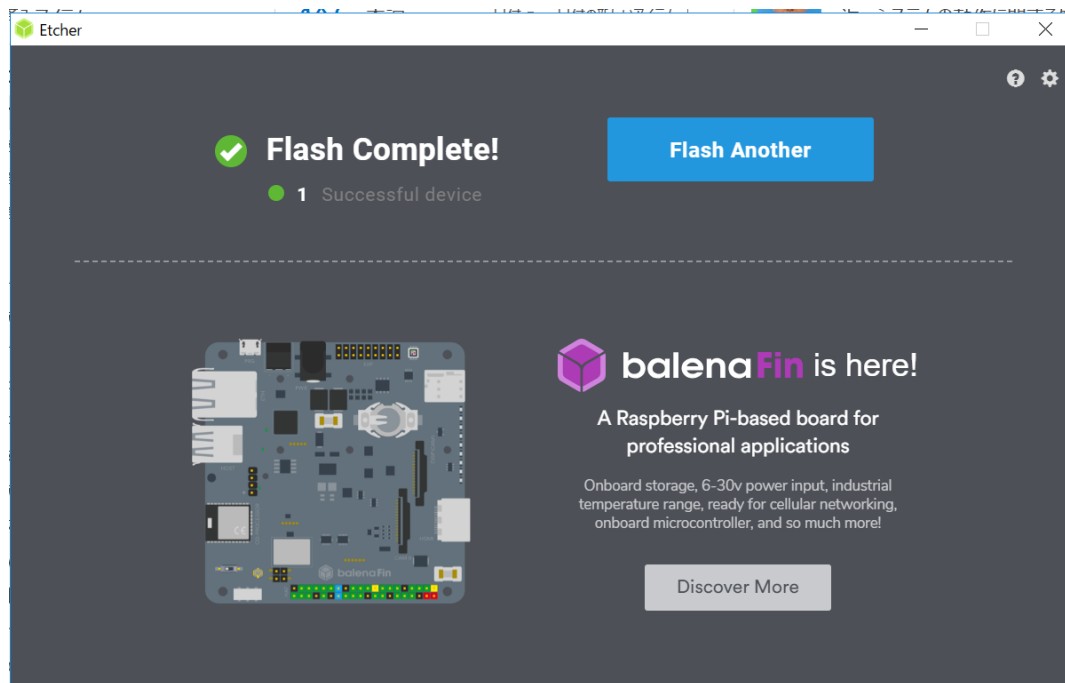 Etcher
Flash Complete!
Flash Another
1 Successful device
balenaFin is here!
A Raspberry Pi-based board for
professional applications
Onboard storage, 6-30v power input, industrial
temperature range, ready for cellular networking,
onboard microcontroller, and so much more!
balenaFin
Discover More